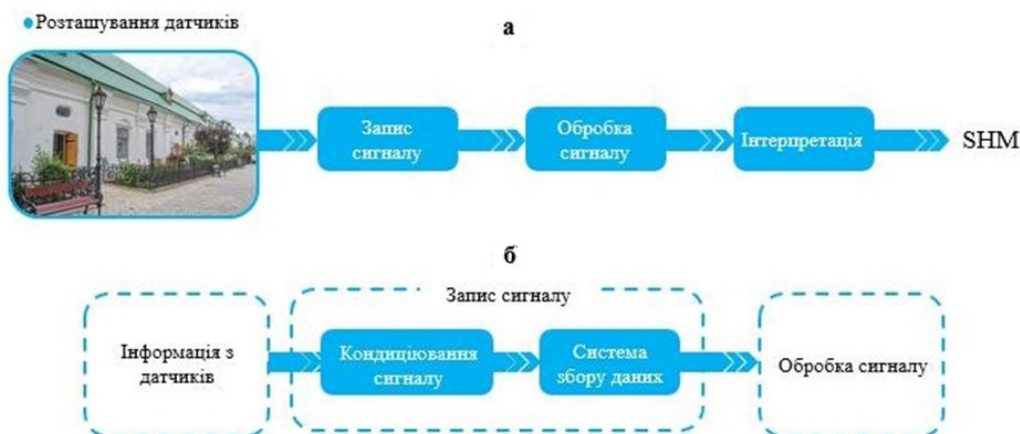 Розташування датчиків
а
Запис
сигналу
Обробка
сигналу
Інтерпретація
SHM
б
Запис сигналу
Інформація з
датчиків
Кондиціювання
сигналу
Система
збору даних
Обробка сигналу